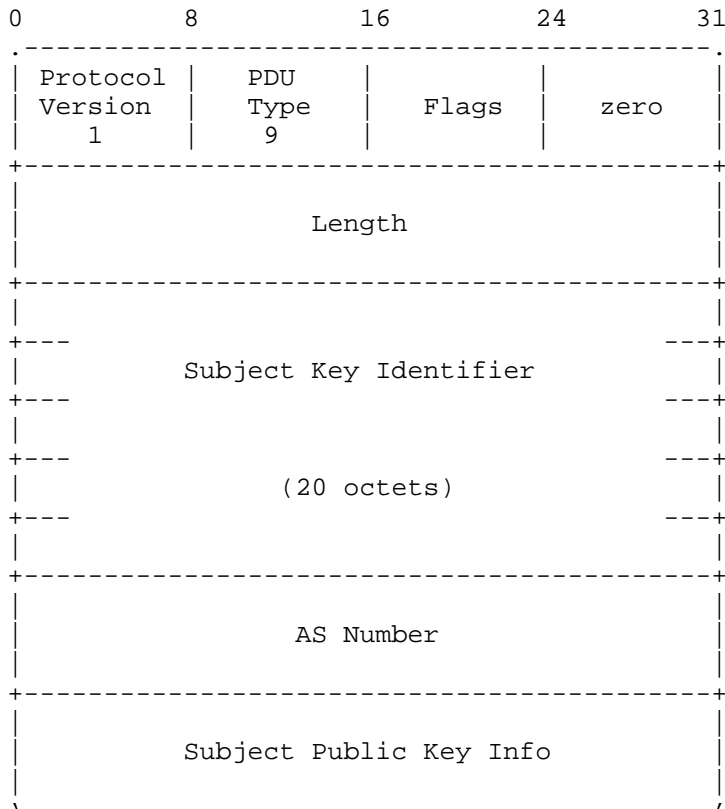 0 8 16 24 31
.-------------------------------------------.
| Protocol | PDU | | |
| Version | Type | Flags | zero |
| 1 | 9 | | |
+-------------------------------------------+
| |
| Length |
| |
+-------------------------------------------+
| |
+--- ---+
| Subject Key Identifier |
+--- ---+
| |
+--- ---+
| (20 octets) |
+--- ---+
| |
+-------------------------------------------+
| |
| AS Number |
| |
+-------------------------------------------+
| |
| Subject Public Key Info |
| |